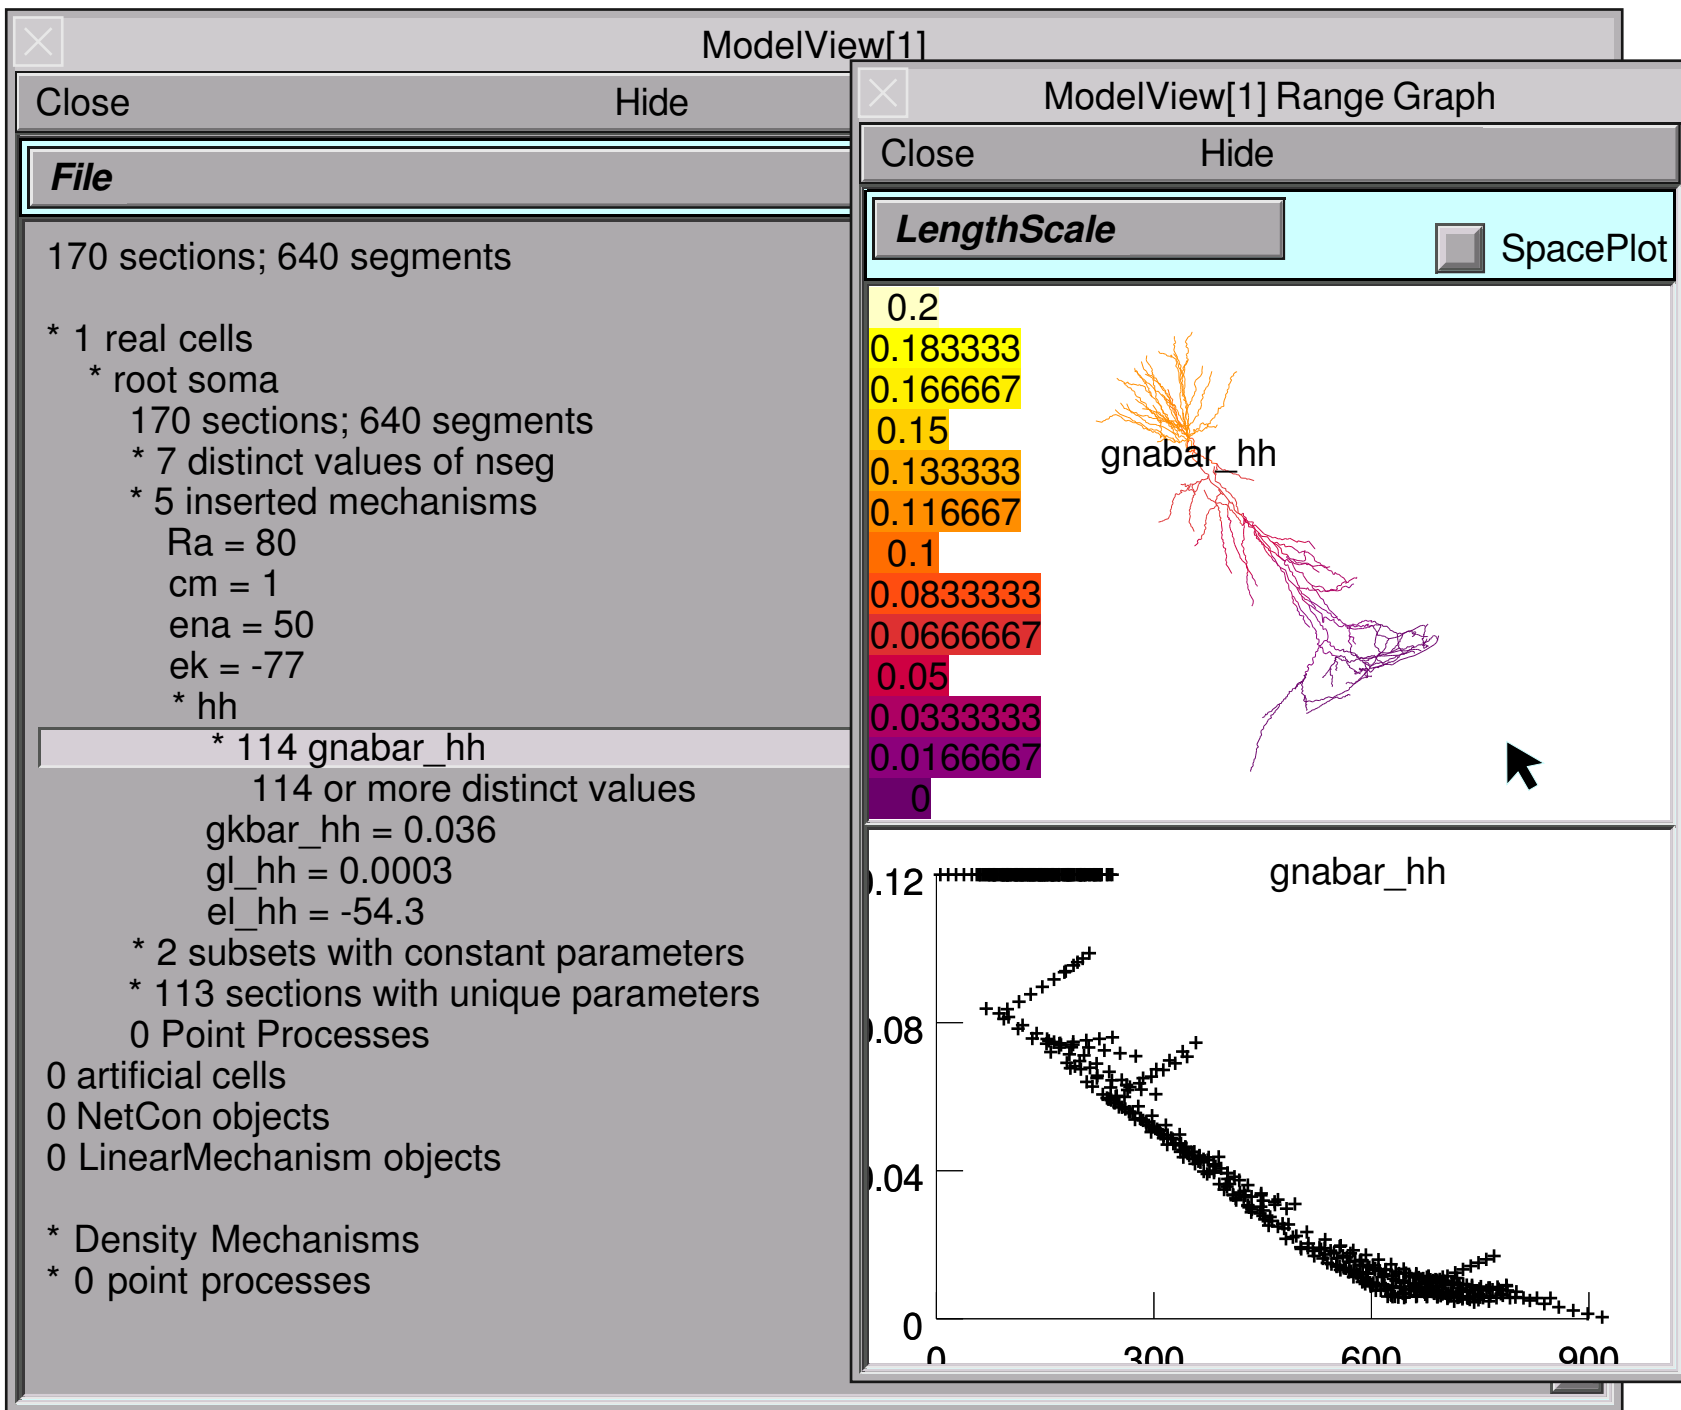 ModelView[1]
Close Hide
File
170 sections; 640 segments
* 1 real cells
* root soma
170 sections; 640 segments
* 7 distinct values of nseg
* 5 inserted mechanisms
Ra = 80
cm = 1
ena = 50
ek = -77
* hh
* 114 gnabar_hh
114 or more distinct values
gkbar_hh = 0.036
gl_hh = 0.0003
el_hh = -54.3
* 2 subsets with constant parameters
* 113 sections with unique parameters
0 Point Processes
0 artificial cells
0 NetCon objects
0 LinearMechanism objects
* Density Mechanisms
* 0 point processes
ModelView[1] Range Graph
Close Hide
LengthScale SpacePlot
0.2
0.183333
0.166667
0.15
0.133333
0.116667
0.1
0.0833333
0.0666667
0.05
0.0333333
0.0166667
0
gnabar_hh
gnabar_hh
0.12
0.08
0.04
0
0 300 600 900